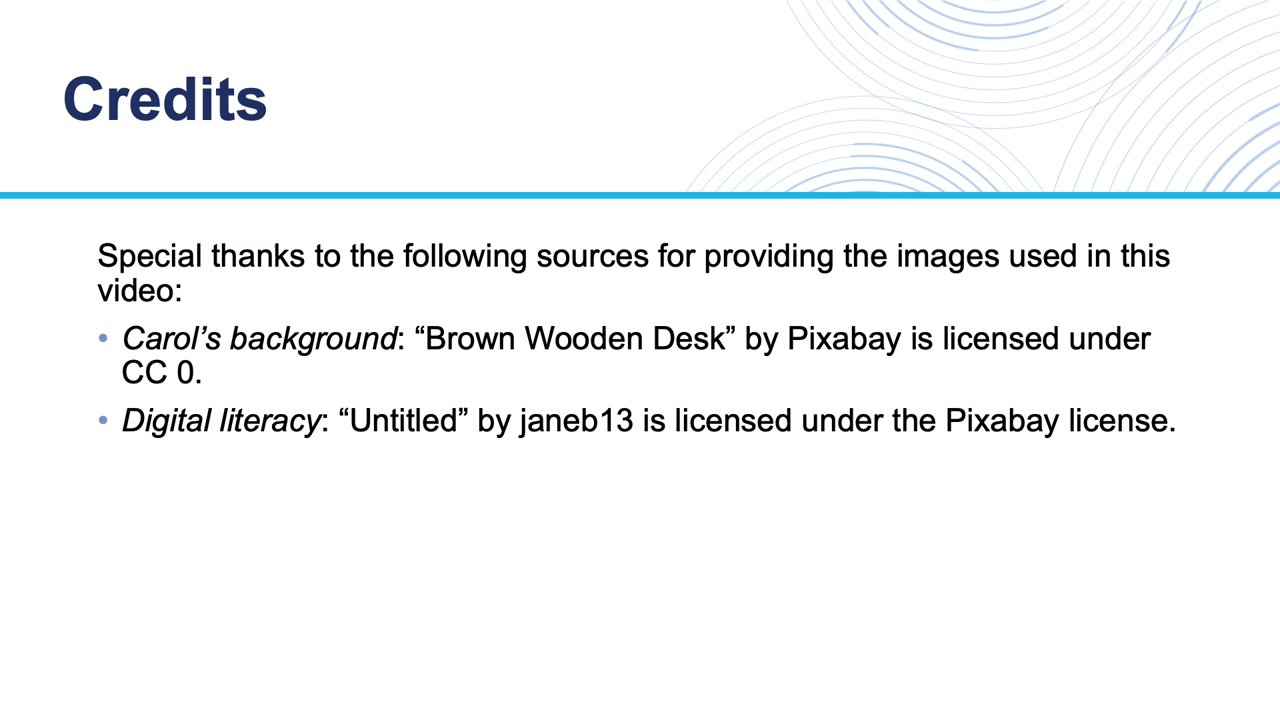 Credits
Special thanks to the following sources for providing the images used in this
video:
• Carol’s background: “Brown Wooden Desk” by Pixabay is licensed under
CC 0.
• Digital literacy: “Untitled” by janeb13 is licensed under the Pixabay license.